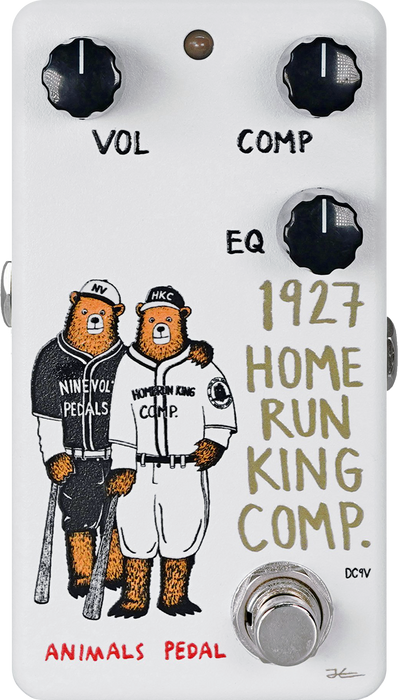 VOL
COMP
EQ
1927
HOME
RUN
KING
COMP.
NV
HKC
NINEVOLT
PEDALS
HOMERUN KING
COMP.
DC9V
ANIMALS PEDAL